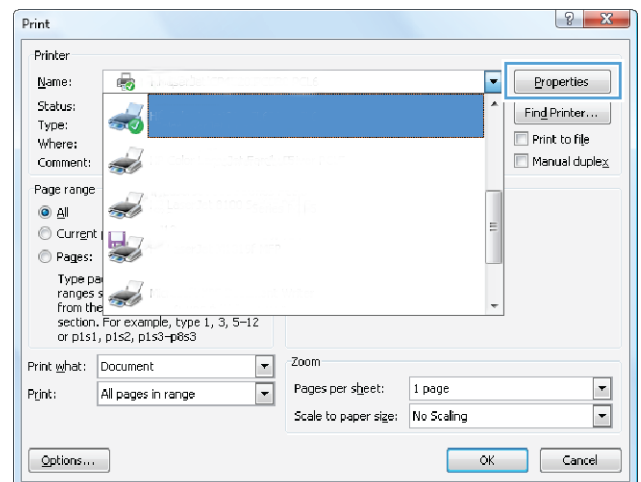 Print
Printer
Name:
Properties
Status:
Find Printer...
Type:
Where:
Print to file
Comment:
Manual duplex
Page range
All
Current
Pages:
Type
ranges
from the
section. For example, type 1, 3, 5–12
or p1s1, p1s2, p1s3–p8s3
Print what: Document
Zoom
Print: All pages in range
Pages per sheet: 1 page
Scale to paper size: No Scaling
Options...
OK
Cancel